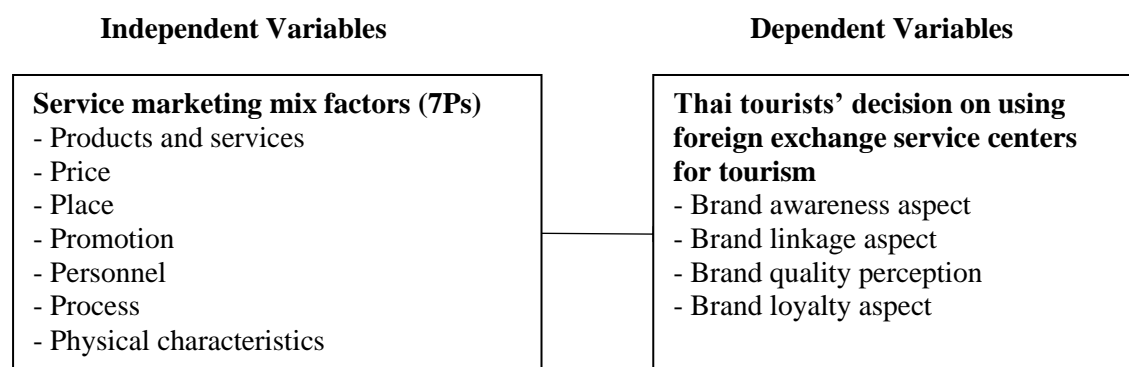 Independent Variables
Dependent Variables
Service marketing mix factors (7Ps)
- Products and services
- Price
- Place
- Promotion
- Personnel
- Process
- Physical characteristics
Thai tourists’ decision on using
foreign exchange service centers
for tourism
- Brand awareness aspect
- Brand linkage aspect
- Brand quality perception
- Brand loyalty aspect